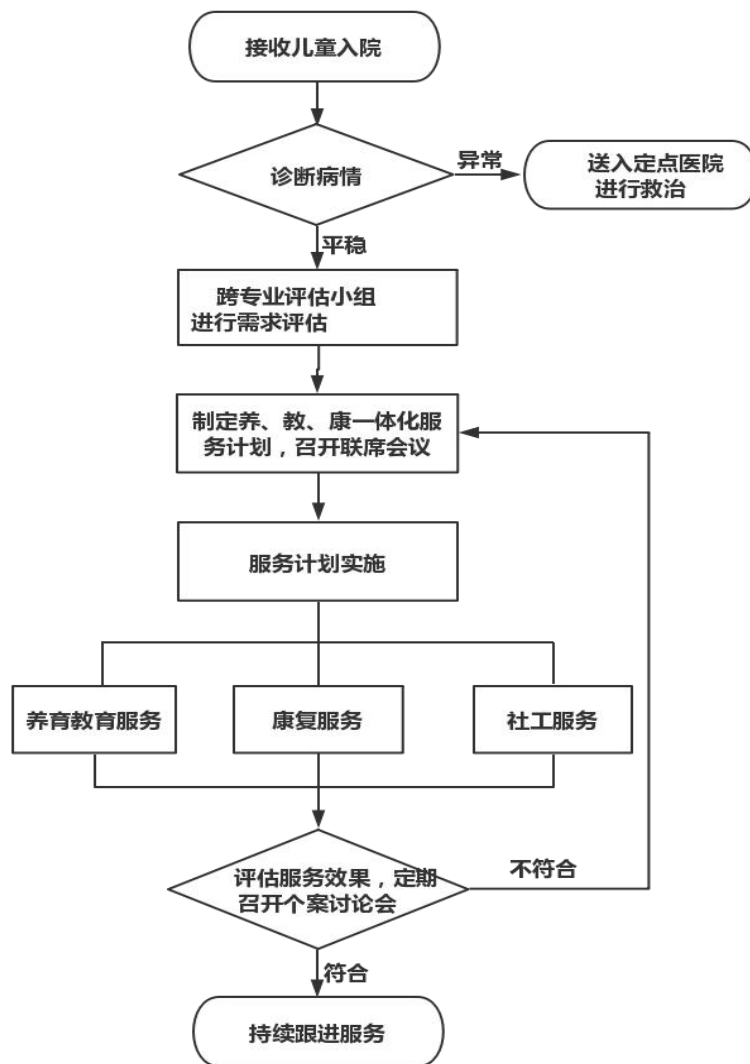 接收儿童入院
诊断病情
异常
送入定点医院
进行救治
平稳
跨专业评估小组
进行需求评估
制定养、教、康一体化服
务计划，召开联席会议
服务计划实施
养育教育服务
康复服务
社工服务
评估服务效果，定期
召开个案讨论会
不符合
符合
持续跟进服务